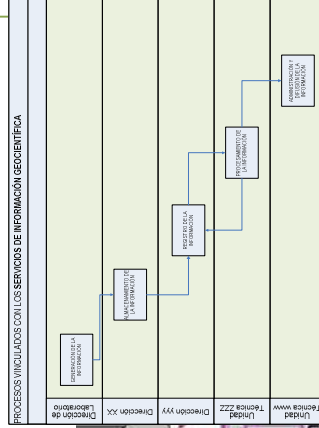 PROCESOS VINCULADOS CON LOS SERVICIOS DE INFORMACIÓN GEOCIENTÍFICA
Dirección de
Laboratorio
GENERACIÓN DE LA
INFORMACIÓN
Dirección XX
ALMACENAMIENTO DE
LA INFORMACIÓN
Dirección yyy
REGISTRO DE LA
INFORMACIÓN
Unidad
Técnica ZZZ
PROCESAMIENTO DE
LA INFORMACIÓN
Unidad
Técnica www
ADMINISTRACIÓN Y
DIFUSIÓN DE LA
INFORMACIÓN